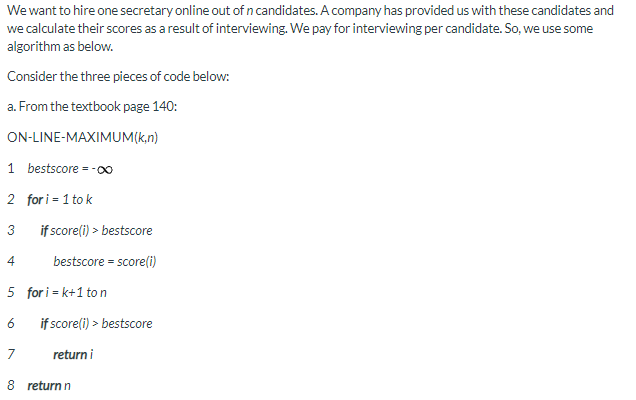 We want to hire one secretary online out of n candidates. A company has provided us with these candidates and
we calculate their scores as a result of interviewing. We pay for interviewing per candidate. So, we use some
algorithm as below.
Consider the three pieces of code below:
a. From the textbook page 140:
ON-LINE-MAXIMUM(k,n)
1 bestscore = -∞
2 for i = 1 to k
3 if score(i) > bestscore
4 bestscore = score(i)
5 for i = k+1 to n
6 if score(i) > bestscore
7 return i
8 return n